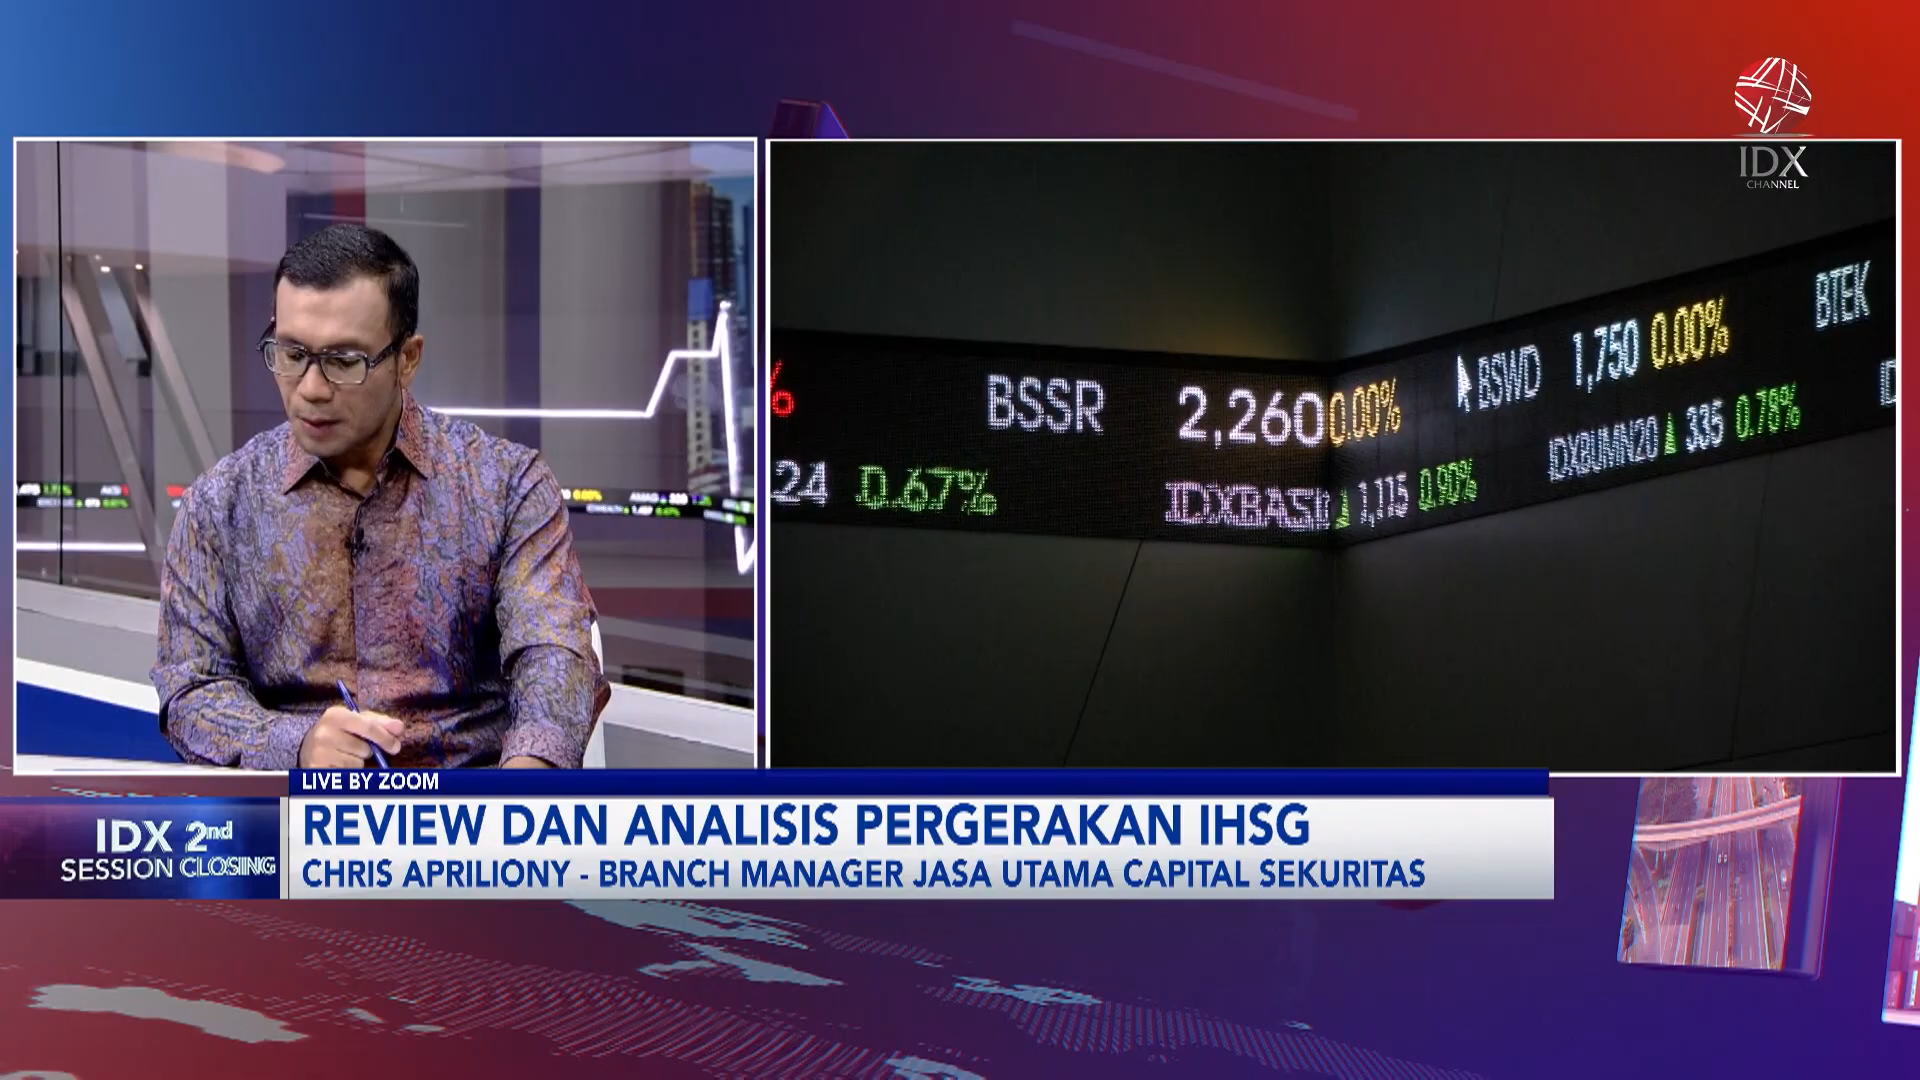 IDX
CHANNEL
%
BSSR 2,260 0.00%
BSWD 1,750 0.00%
BTEK
24 0.67%
IDXBASI 1,115 0.90%
IDXBUMN20 335 0.78%
LIVE BY ZOOM
IDX 2nd
SESSION CLOSING
REVIEW DAN ANALISIS PERGERAKAN IHSG
CHRIS APRILIONY - BRANCH MANAGER JASA UTAMA CAPITAL SEKURITAS